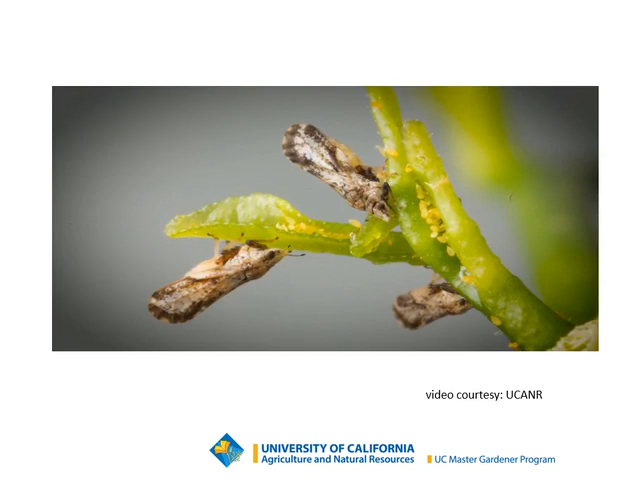 video courtesy: UCANR
UNIVERSITY OF CALIFORNIA
Agriculture and Natural Resources
UC Master Gardener Program